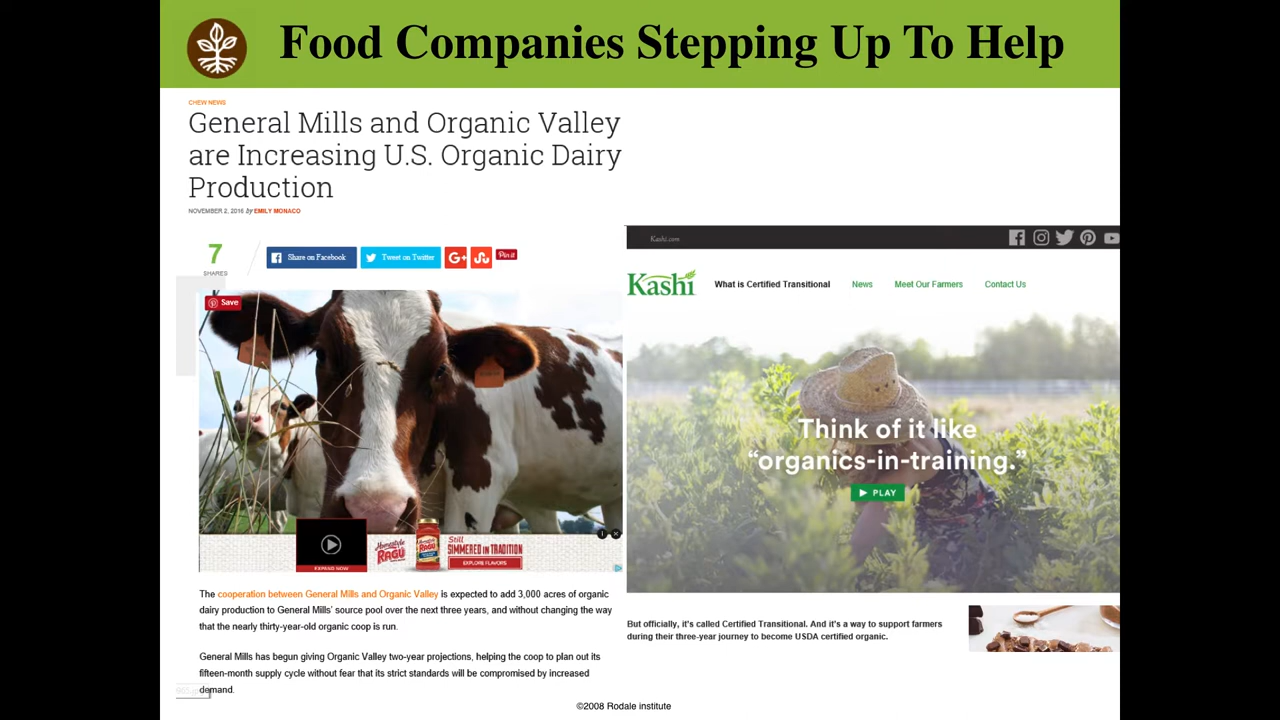 Food Companies Stepping Up To Help
CHEW NEWS
General Mills and Organic Valley
are Increasing U.S. Organic Dairy
Production
NOVEMBER 2, 2016 by EMILY MONACO
7
SHARES
Share on Facebook
Tweet on Twitter
G+
Pin it
Save
EXPAND NOW
Homestyle
RAGÚ
Still
SIMMERED IN TRADITION
EXPLORE FLAVORS
The cooperation between General Mills and Organic Valley is expected to add 3,000 acres of organic
dairy production to General Mills' source pool over the next three years, and without changing the way
that the nearly thirty-year-old organic coop is run.
General Mills has begun giving Organic Valley two-year projections, helping the coop to plan out its
fifteen-month supply cycle without fear that its strict standards will be compromised by increased
demand.
Kashi.com
Kashi
What is Certified Transitional
News
Meet Our Farmers
Contact Us
Think of it like
“organics-in-training.”
PLAY
But officially, it's called Certified Transitional. And it's a way to support farmers
during their three-year journey to become USDA certified organic.
©2008 Rodale institute